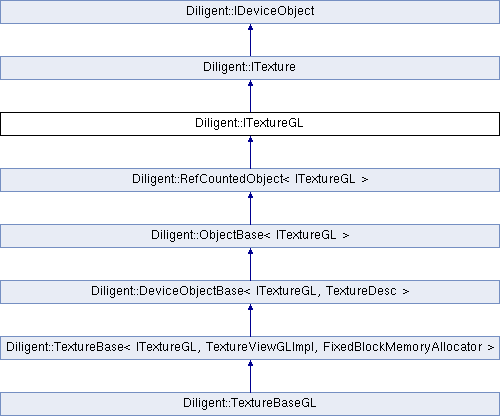 Diligent::IDeviceObject
Diligent::ITexture
Diligent::ITextureGL
Diligent::RefCountedObject< ITextureGL >
Diligent::ObjectBase< ITextureGL >
Diligent::DeviceObjectBase< ITextureGL, TextureDesc >
Diligent::TextureBase< ITextureGL, TextureViewGLImpl, FixedBlockMemoryAllocator >
Diligent::TextureBaseGL